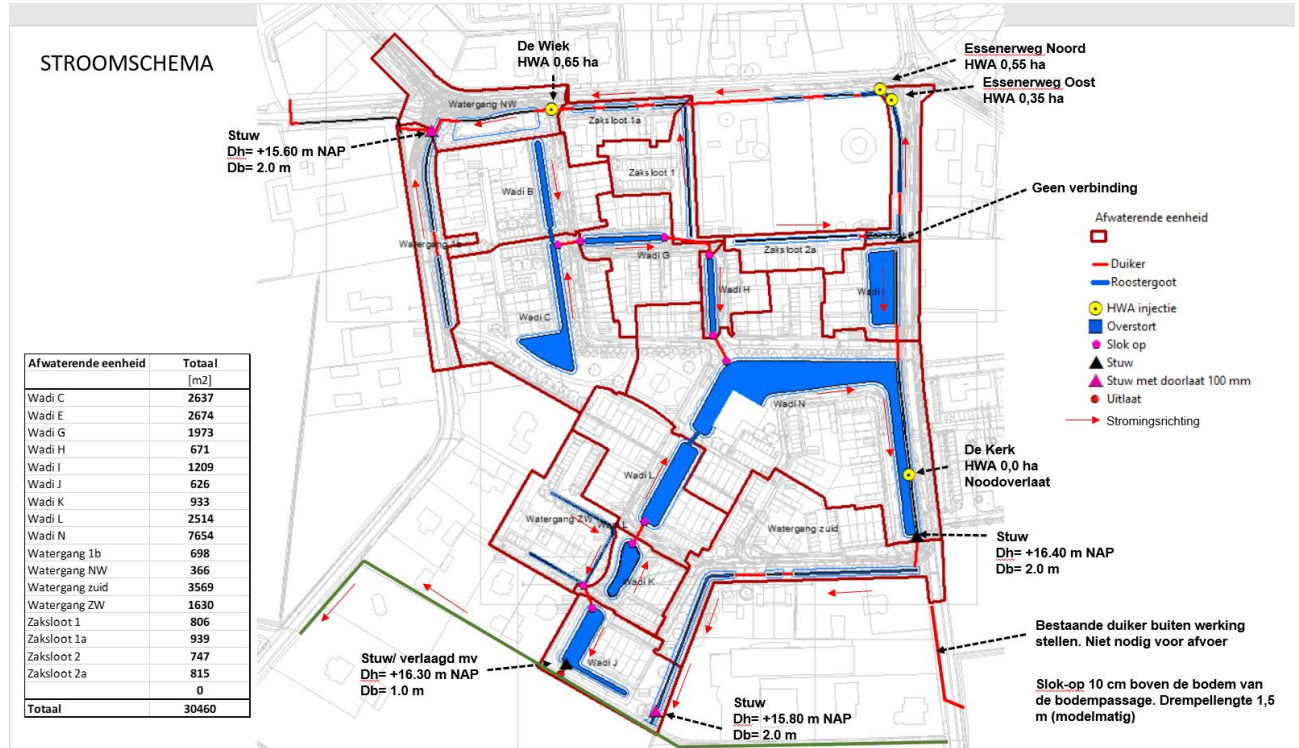 STROOMSCHEMA
De Wiek
HWA 0,65 ha
Essenerweg Noord
HWA 0,55 ha
Essenerweg Oost
HWA 0,35 ha
Watergang NW
Zaksloot 1a
Stuw
Dh= +15.60 m NAP
Db= 2.0 m
Zaksloot 1
Wadi B
Geen verbinding
Watergang 1b
Wadi G
Zaksloot 2a
Wadi H
Wadi I
Wadi C
Afwaterende eenheid
Duiker
Roostergoot
HWA injectie
Overstort
Slok op
Stuw
Stuw met doorlaat 100 mm
Uitlaat
Stromingsrichting
Afwaterende eenheid Totaal
[m2]
Wadi C 2637
Wadi E 2674
Wadi G 1973
Wadi H 671
Wadi I 1209
Wadi J 626
Wadi K 933
Wadi L 2514
Wadi N 7654
Watergang 1b 698
Watergang NW 366
Watergang zuid 3569
Watergang ZW 1630
Zaksloot 1 806
Zaksloot 1a 939
Zaksloot 2 747
Zaksloot 2a 815
0
Totaal 30460
Wadi N
De Kerk
HWA 0,0 ha
Noodoverlaat
Wadi L
Watergang ZW
Watergang zuid
Stuw
Dh= +16.40 m NAP
Db= 2.0 m
Wadi K
Wadi J
Stuw/ verlaagd mv
Dh= +16.30 m NAP
Db= 1.0 m
Stuw
Dh= +15.80 m NAP
Db= 2.0 m
Bestaande duiker buiten werking
stellen. Niet nodig voor afvoer
Slok-op 10 cm boven de bodem van
de bodempassage. Drempellengte 1,5
m (modelmatig)